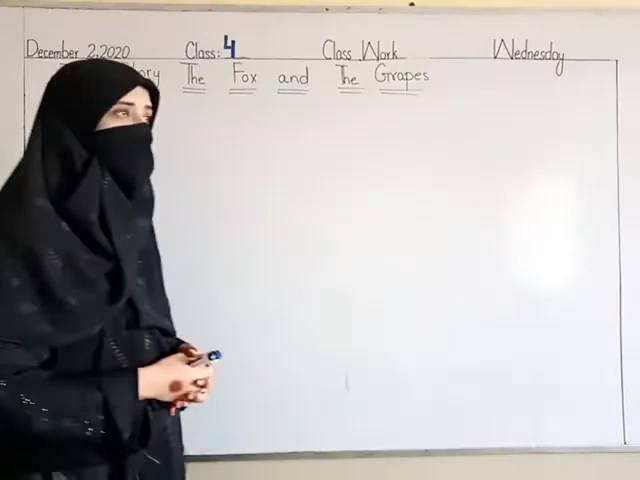 December 2,2020 Class: 4 Class Work Wednesday
The Fox and The Grapes